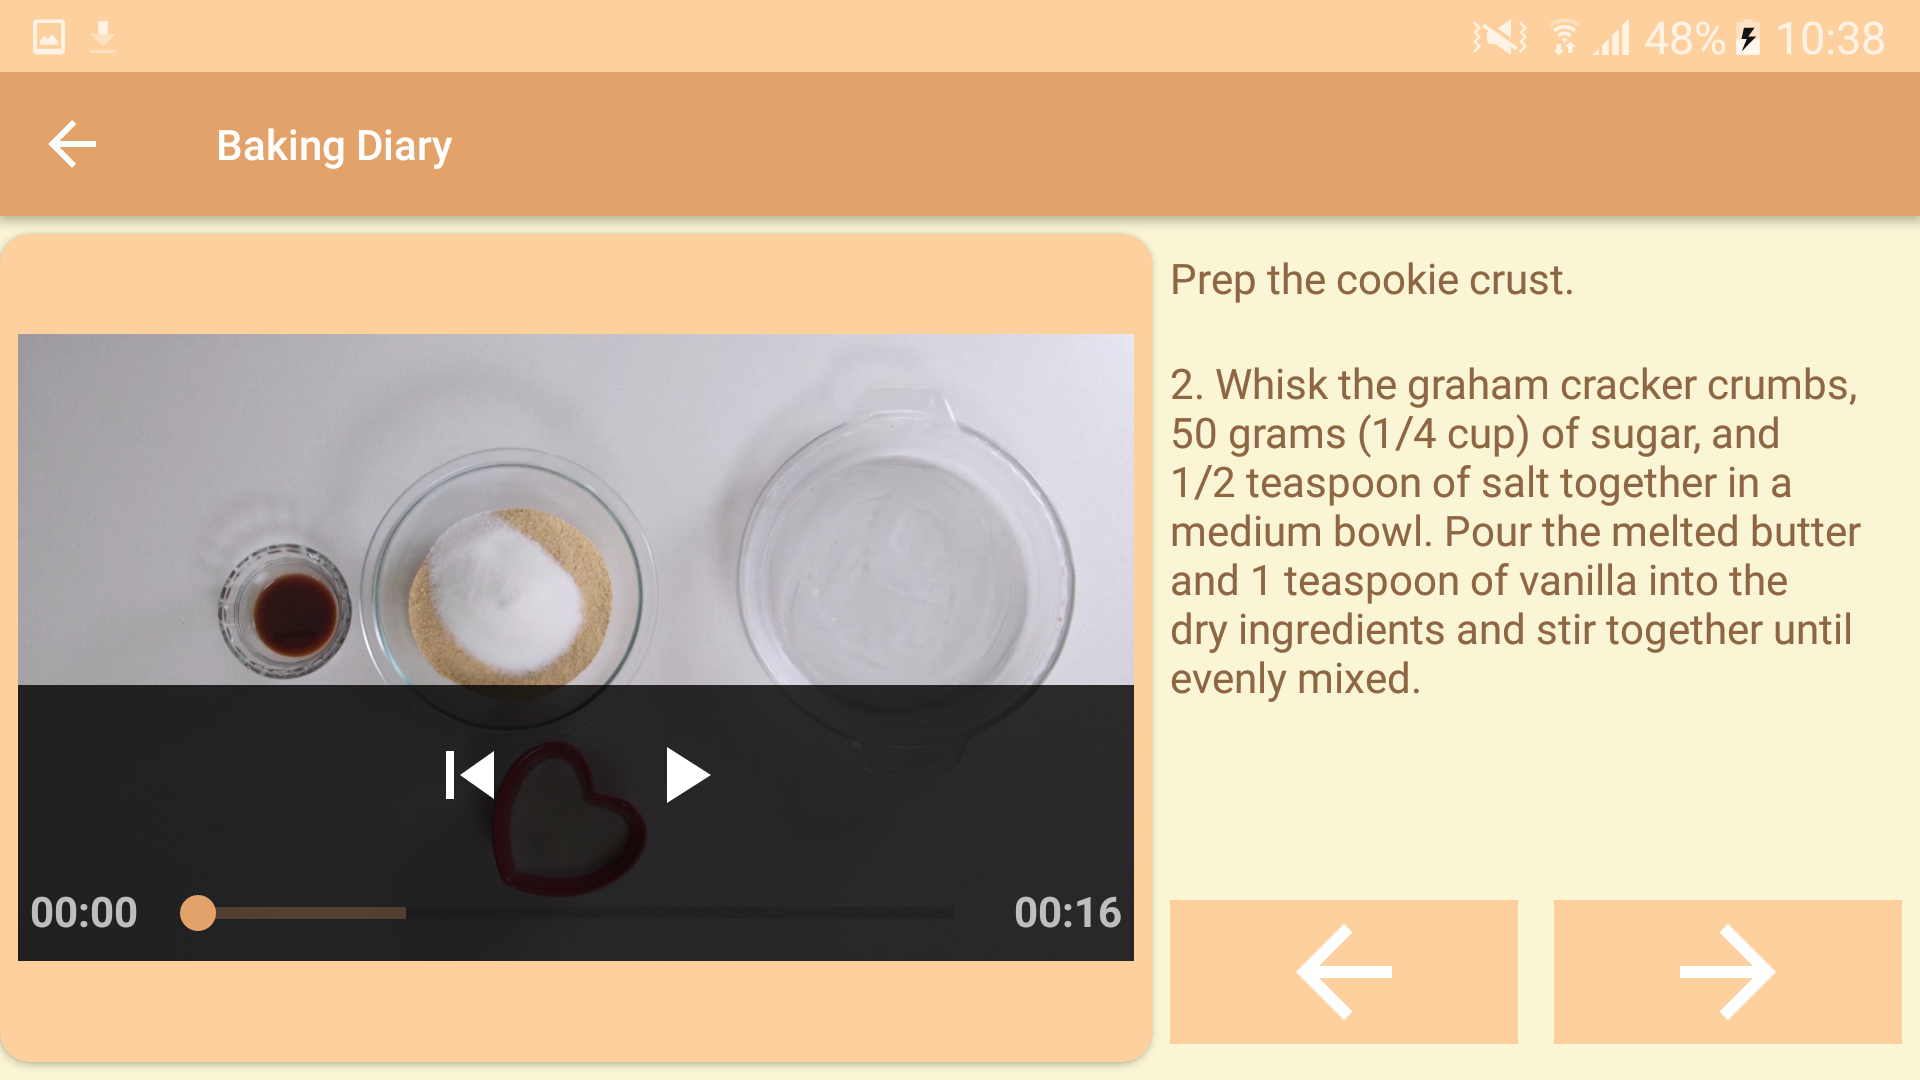 48% 10:38
Baking Diary
Prep the cookie crust.
2. Whisk the graham cracker crumbs,
50 grams (1/4 cup) of sugar, and
1/2 teaspoon of salt together in a
medium bowl. Pour the melted butter
and 1 teaspoon of vanilla into the
dry ingredients and stir together until
evenly mixed.
00:00 00:16